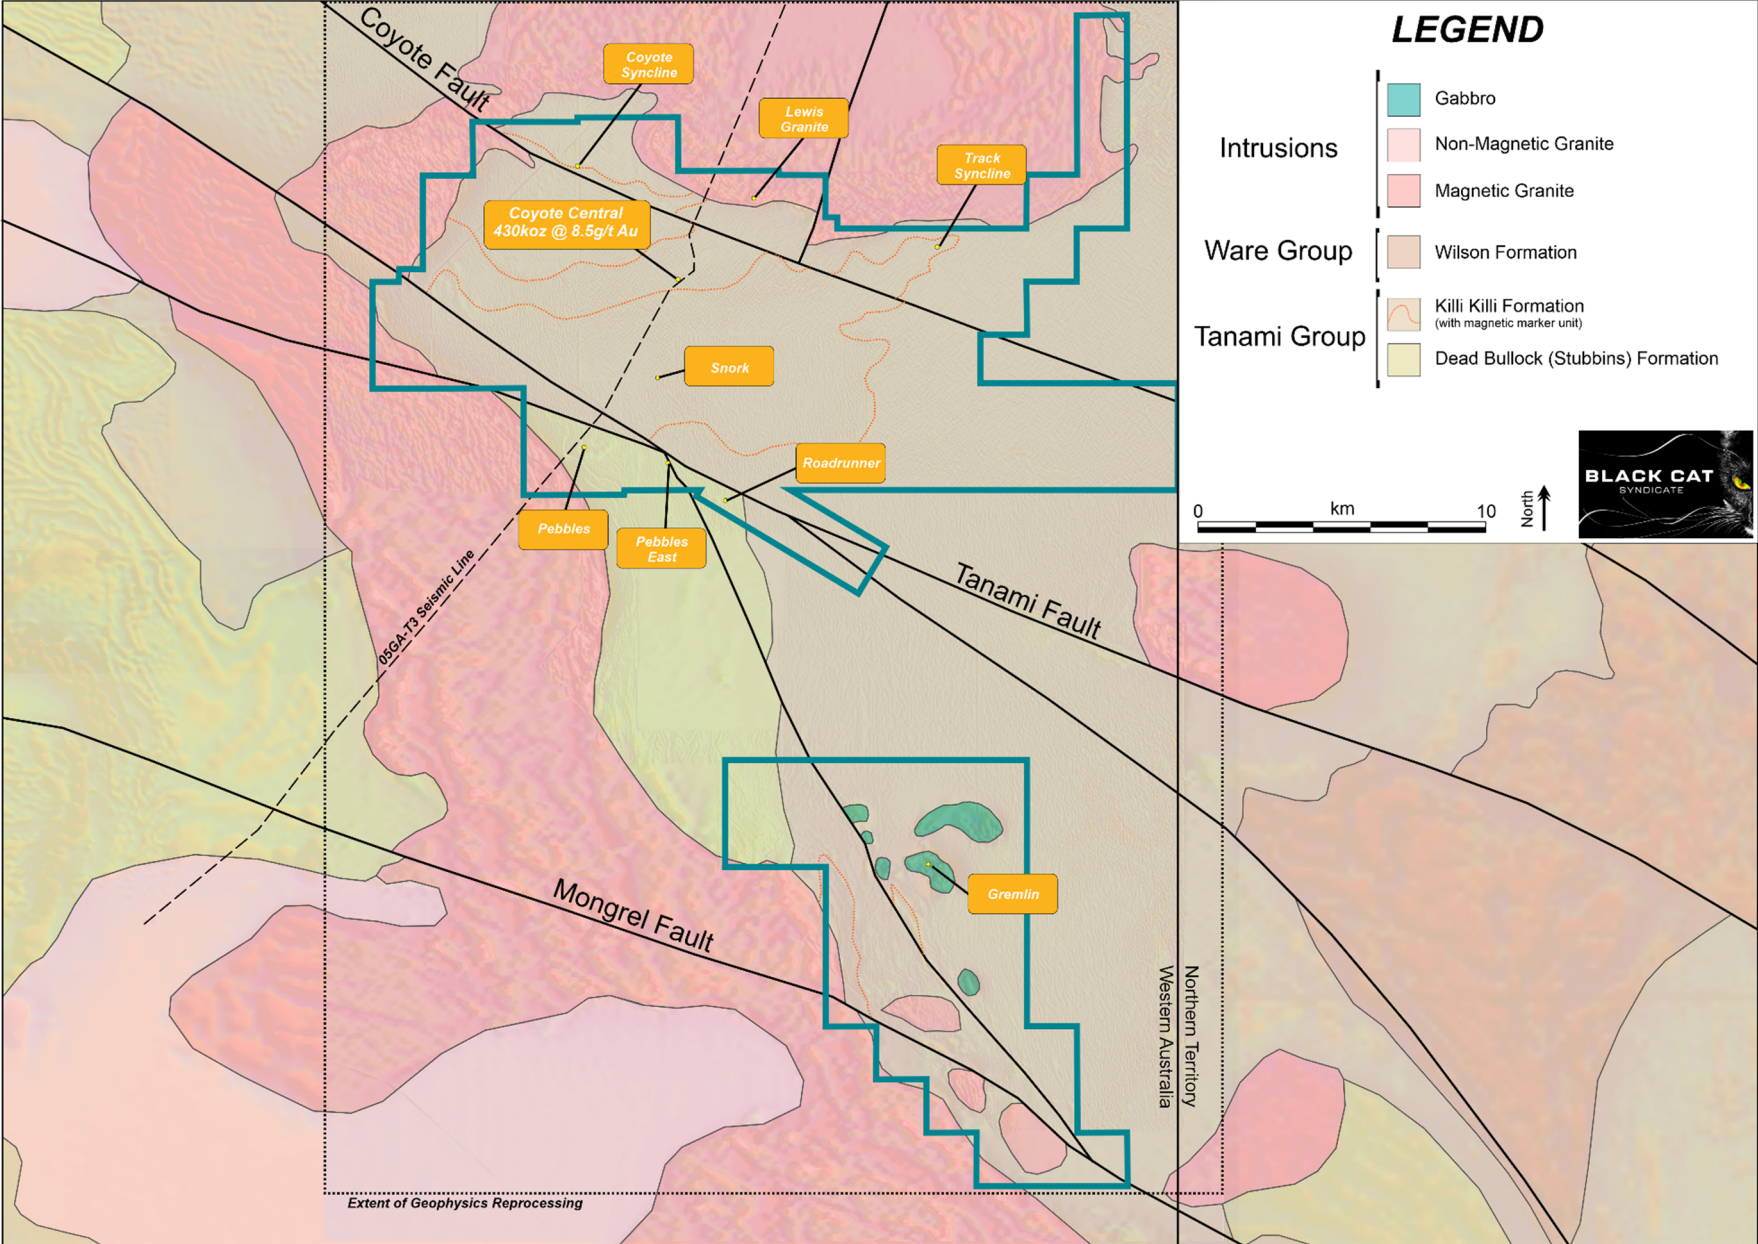 LEGEND
Intrusions
Gabbro
Non-Magnetic Granite
Magnetic Granite
Ware Group
Wilson Formation
Tanami Group
Killi Killi Formation
(with magnetic marker unit)
Dead Bullock (Stubbins) Formation
0 km 10
North
BLACK CAT
SYNDICATE
Coyote Fault
Coyote
Syncline
Lewis
Granite
Track
Syncline
Coyote Central
430koz @ 8.5g/t Au
Snork
Roadrunner
Pebbles
Pebbles
East
05GA-T3 Seismic Line
Tanami Fault
Gremlin
Mongrel Fault
Northern Territory
Western Australia
Extent of Geophysics Reprocessing